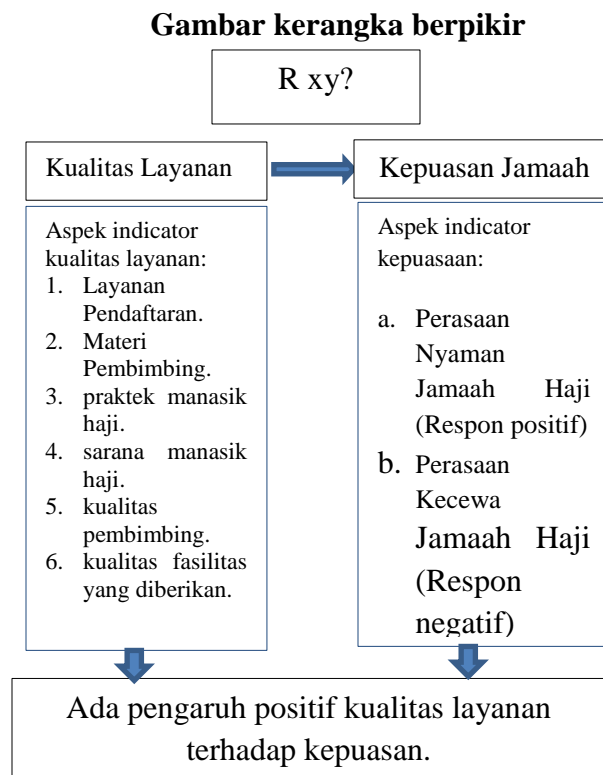 Gambar kerangka berpikir
R xy?
Kualitas Layanan
Kepuasan Jamaah
Aspek indicator
kualitas layanan:
1. Layanan
Pendaftaran.
2. Materi
Pembimbing.
3. praktek manasik
haji.
4. sarana manasik
haji.
5. kualitas
pembimbing.
6. kualitas fasilitas
yang diberikan.
Aspek indicator
kepuasaan:
a. Perasaan
Nyaman
Jamaah Haji
(Respon positif)
b. Perasaan
Kecewa
Jamaah Haji
(Respon
negatif)
Ada pengaruh positif kualitas layanan
terhadap kepuasan.